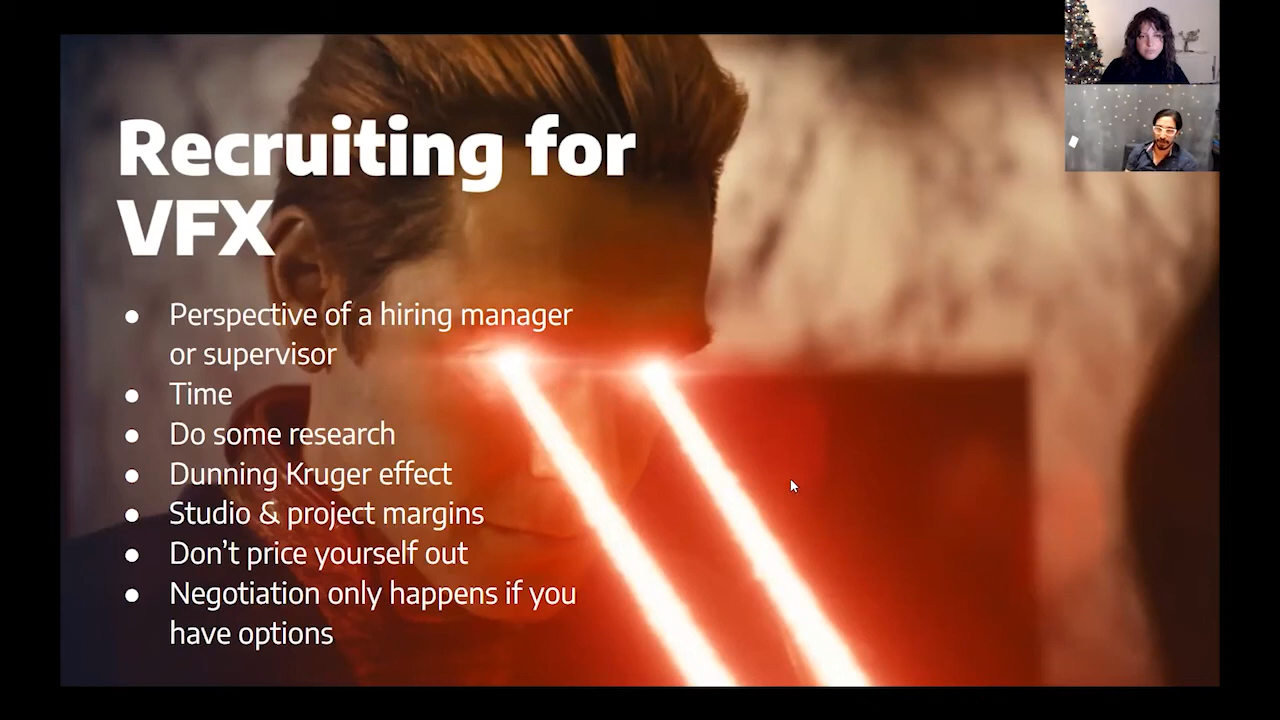 Recruiting for
VFX
● Perspective of a hiring manager
or supervisor
● Time
● Do some research
● Dunning Kruger effect
● Studio & project margins
● Don't price yourself out
● Negotiation only happens if you
have options